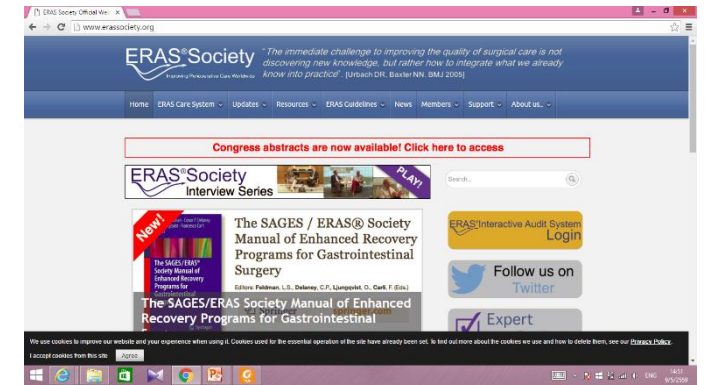 ERAS Society Official We
www.erassociety.org
ERAS®Society
Improving Perioperative Care Worldwide
"The immediate challenge to improving the quality of surgical care is not
discovering new knowledge, but rather how to integrate what we already
know into practice". [Urbach DR, Baxter NN. BMJ 2005]
Home ERAS Care System Updates Resources ERAS Guidelines News Members Support About us..
Congress abstracts are now available! Click here to access
ERAS®Society
Interview Series
PLAY!
Search...
New!
The SAGES / ERAS®
Society Manual of
Enhanced Recovery
Programs for
Gastrointestinal
The SAGES / ERAS® Society
Manual of Enhanced Recovery
Programs for Gastrointestinal
Surgery
Editors: Feldman, L.S., Delaney, C.P., Ljungqvist, O., Carli, F. (Eds.)
Springer springer.com
The SAGES/ERAS Society Manual of Enhanced
Recovery Programs for Gastrointestinal
ERAS®Interactive Audit System
Login
Follow us on
Twitter
Expert
We use cookies to improve our website and your experience when using it. Cookies used for the essential operation of the site have already been set. To find out more about the cookies we use and how to delete them, see our Privacy Policy.
I accept cookies from this site Agree
ENG
14:51
9/5/2559